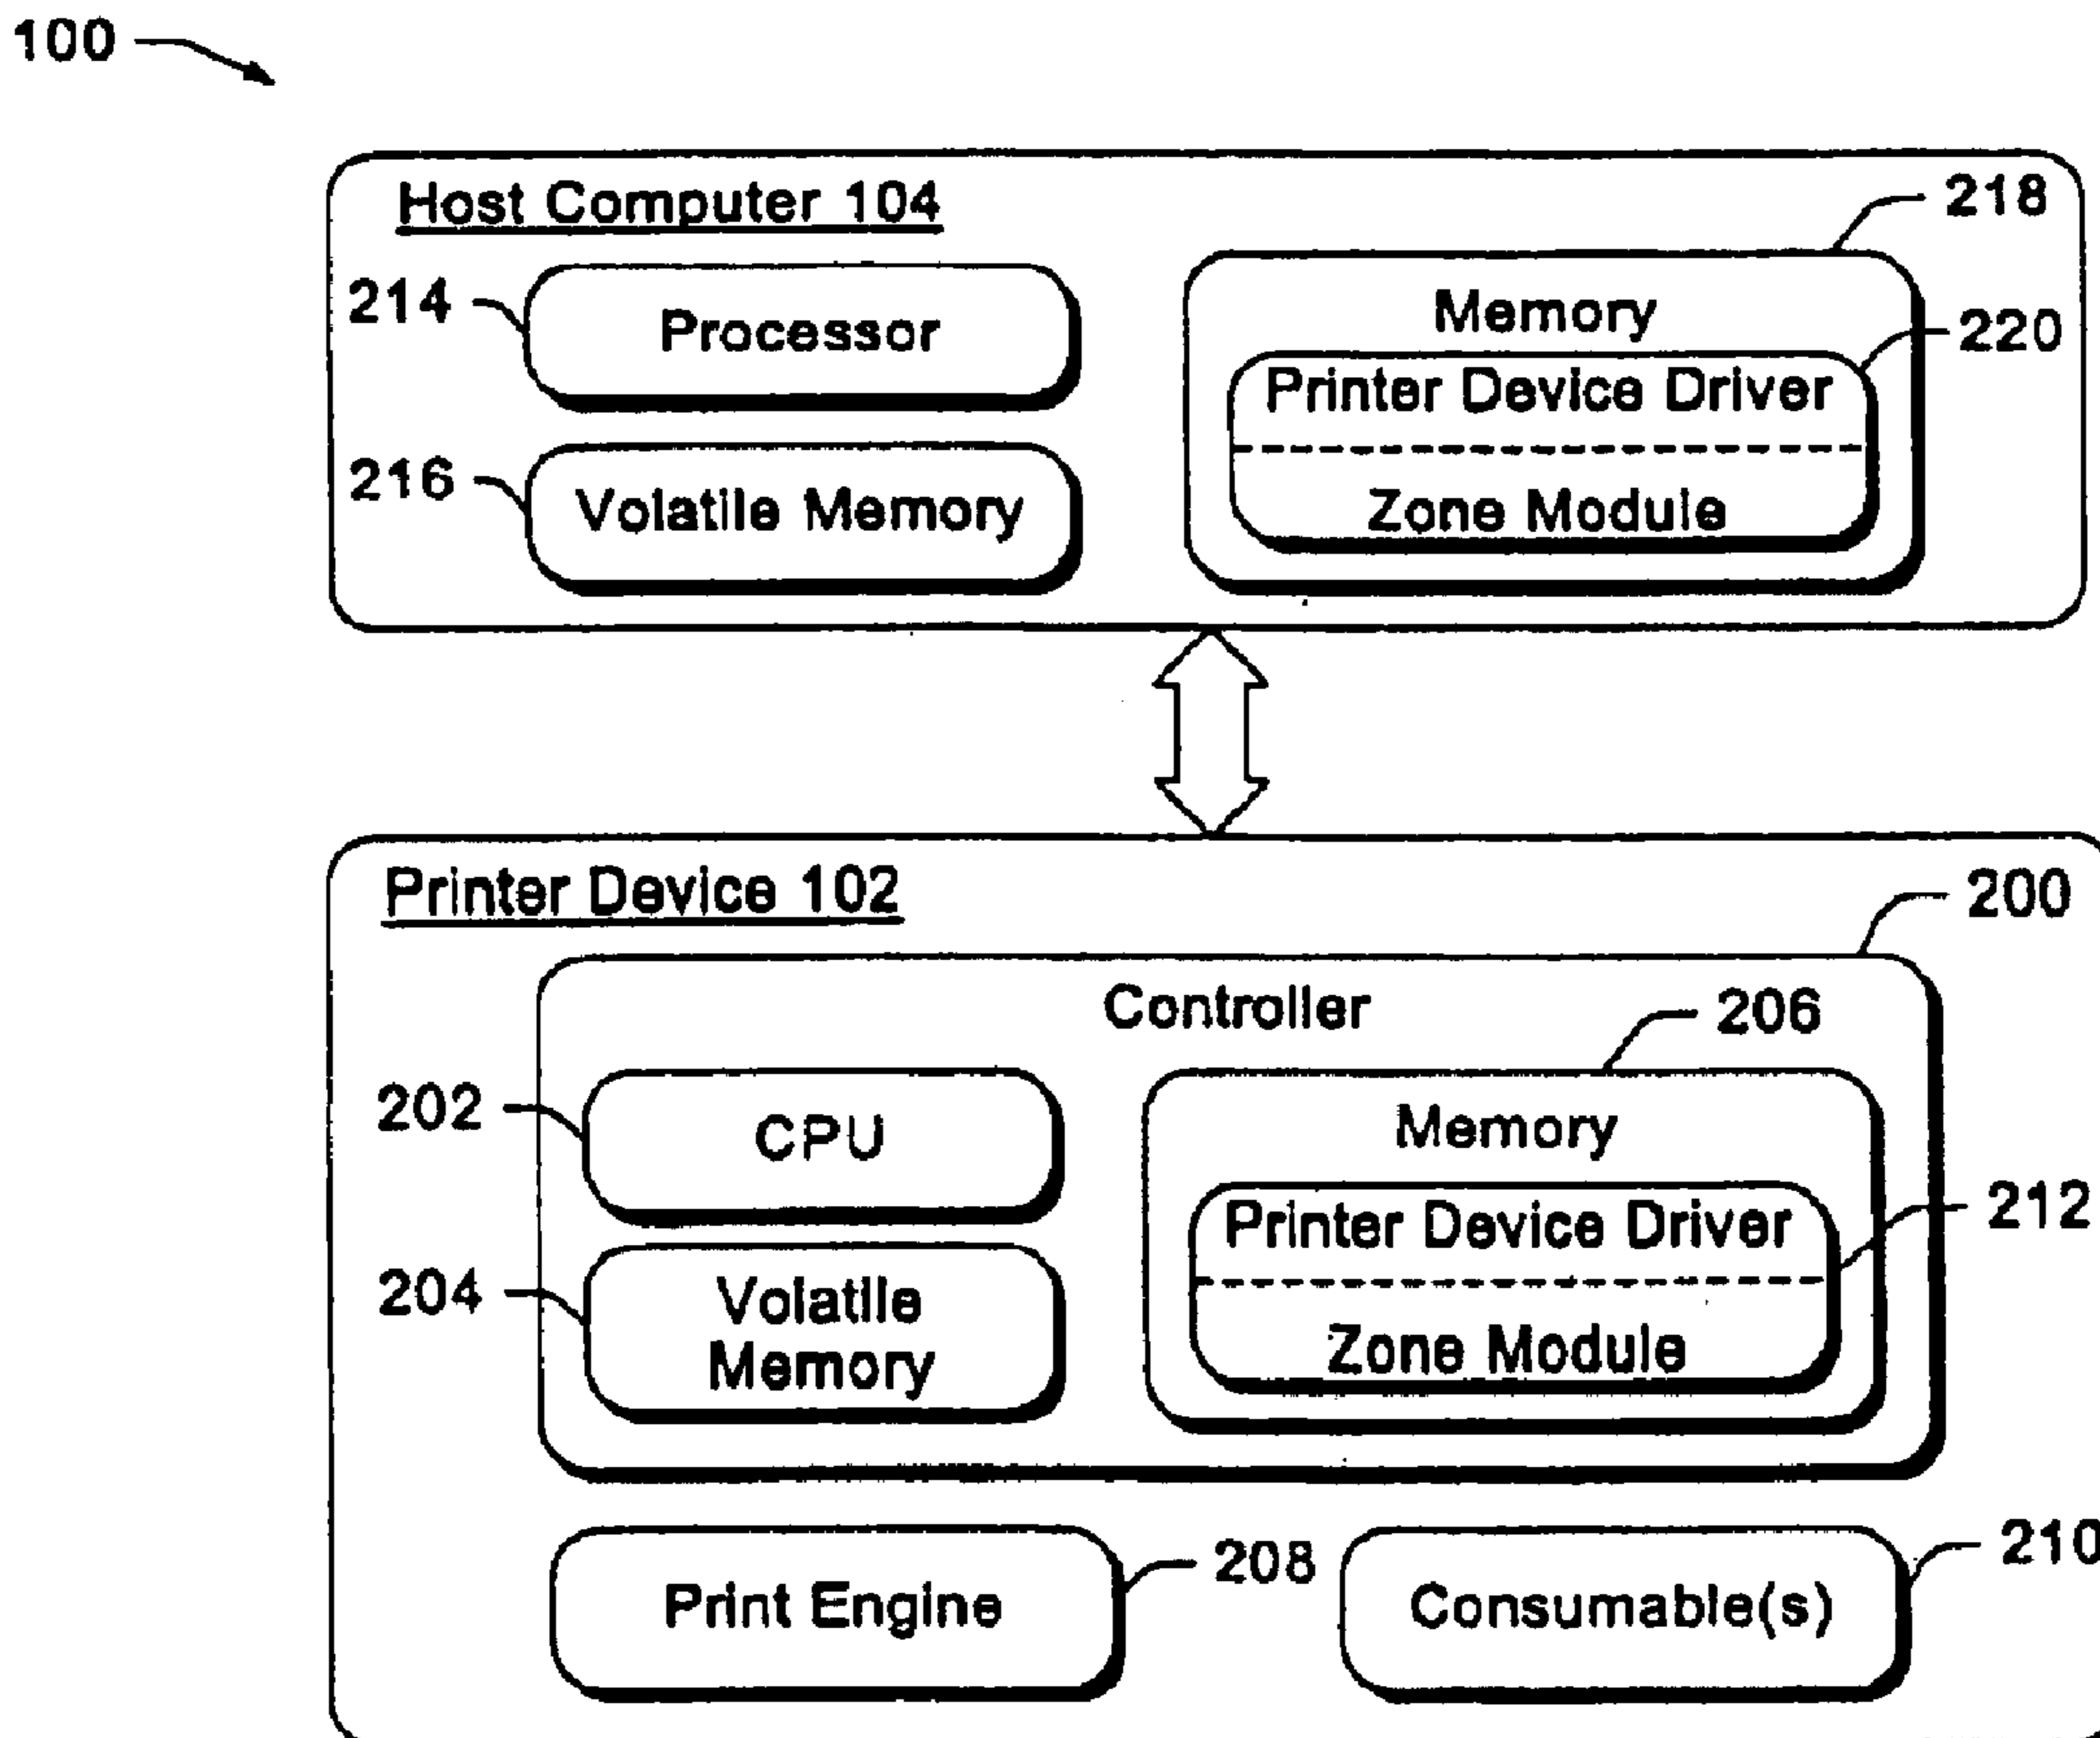 100
Host Computer 104
218
214
Processor
Memory
220
Printer Device Driver
216
Volatile Memory
Zone Module
Printer Device 102
200
Controller
206
202
CPU
Memory
212
Printer Device Driver
204
Volatile
Memory
Zone Module
208
210
Print Engine
Consumable(s)